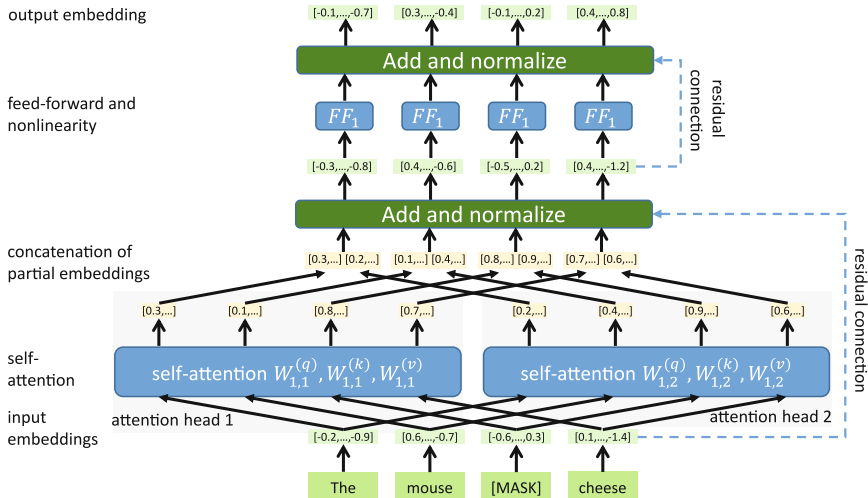 output embedding
[-0.1,...,-0.7] [0.3,...,-0.4] [-0.1,...,0.2] [0.4,...,0.8]
Add and normalize
residual
connection
feed-forward and
nonlinearity
FF₁ FF₁ FF₁ FF₁
[-0.3,...,-0.8] [0.4,...,-0.6] [-0.5,...,0.2] [0.4,...,-1.2]
Add and normalize
residual connection
concatenation of
partial embeddings
[0.3,...] [0.2,...] [0.1,...] [0.4,...] [0.8,...] [0.9,...] [0.7,...] [0.6,...]
[0.3,...] [0.1,...] [0.8,...] [0.7,...] [0.2,...] [0.4,...] [0.9,...] [0.6,...]
self-
attention
self-attention W_{1,1}^{(q)}, W_{1,1}^{(k)}, W_{1,1}^{(v)}
self-attention W_{1,2}^{(q)}, W_{1,2}^{(k)}, W_{1,2}^{(v)}
input
embeddings
attention head 1
attention head 2
[-0.2,...,-0.9] [0.6,...,-0.7] [-0.6,...,0.3] [0.1,...,-1.4]
The mouse [MASK] cheese